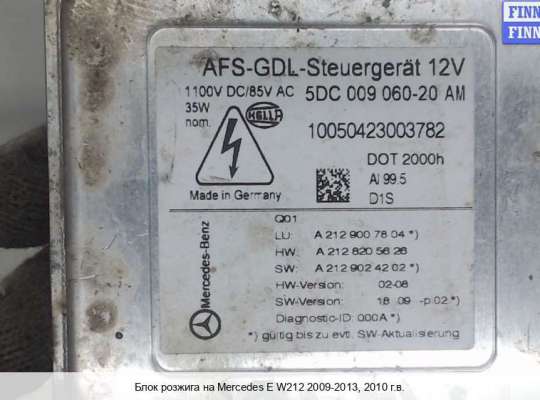 FINN
FINN
AFS-GDL-Steuergerät 12V
1100V DC/85V AC 5DC 009 060-20 AM
35W
nom.
HELLA
10050423003782
DOT 2000h
AI 99.5
D1S
Made in Germany
Mercedes-Benz
Q01
LU: A 212 900 78 04 *)
HW: A 212 820 56 26
SW: A 212 902 42 02 *)
HW-Version: 02-08
SW-Version: 18 .09 -p.02 *)
Diagnostic-ID: 000A *)
*) gültig bis zu evtl. SW-Aktualisierung
Блок розжига на Mercedes E W212 2009-2013, 2010 г.в.